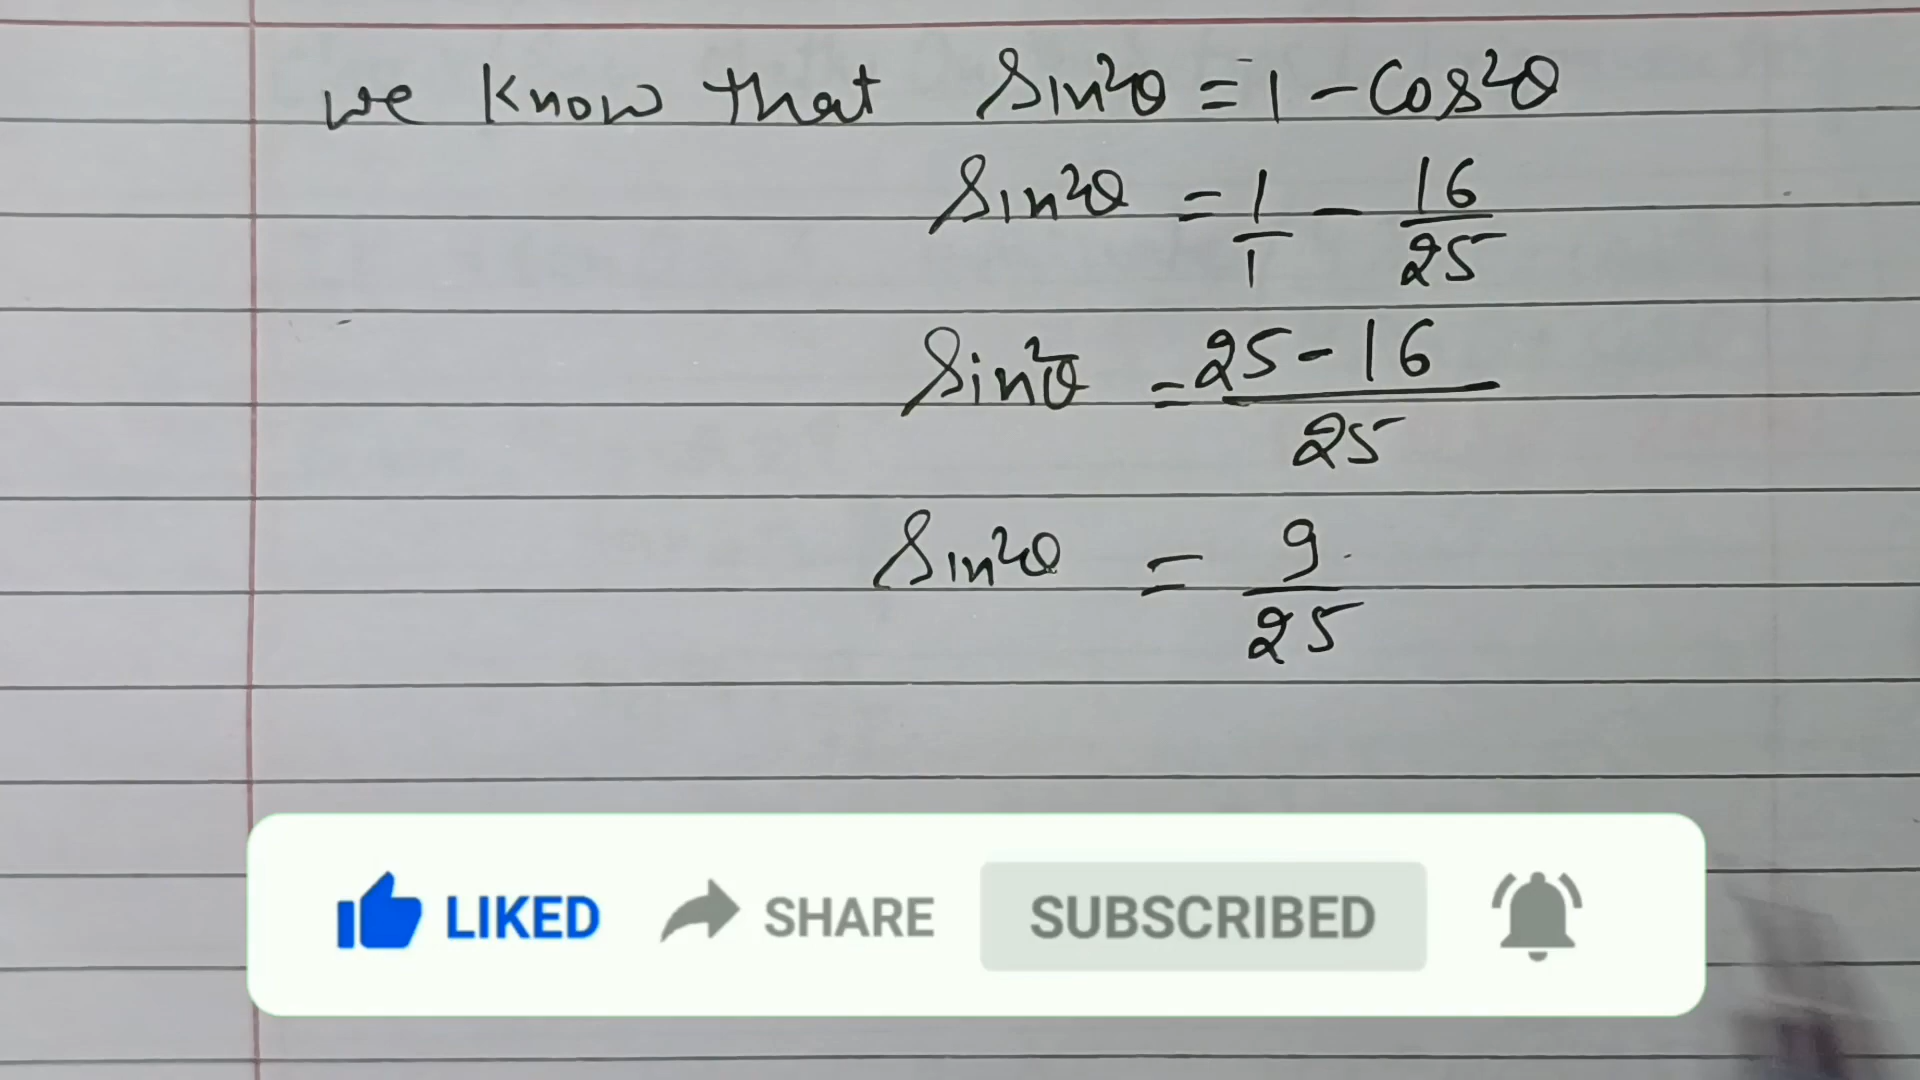 we know that Sin²θ = 1 - Cos²θ
Sin²θ = 1/1 - 16/25
Sin²θ = 25-16/25
Sin²θ = 9/25
LIKED SHARE SUBSCRIBED